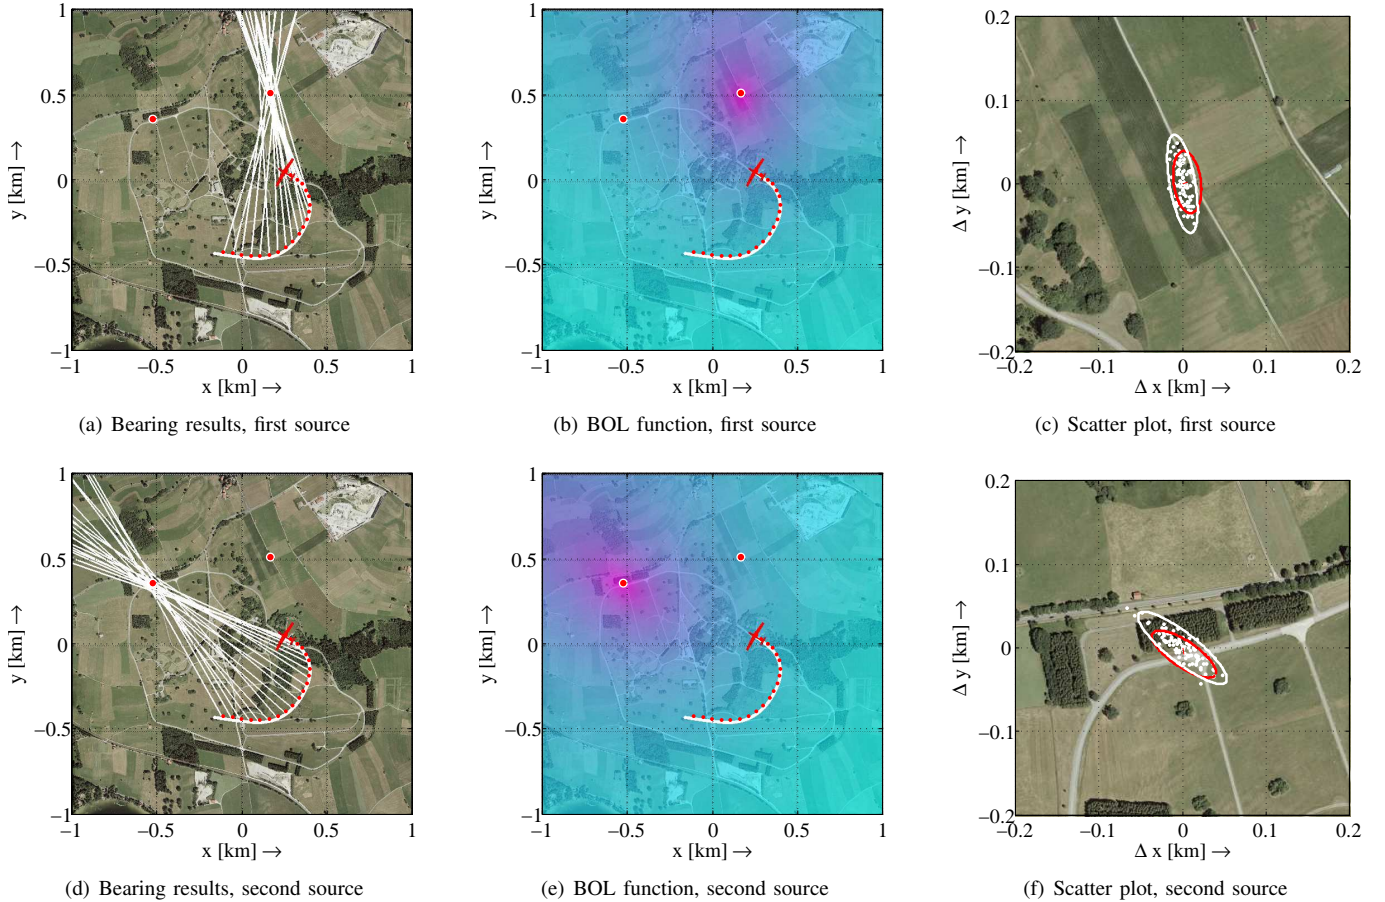 1
0.5
0
−0.5
−1
y [km] →
−1 −0.5 0 0.5 1
x [km] →
(a) Bearing results, first source
1
0.5
0
−0.5
−1
y [km] →
−1 −0.5 0 0.5 1
x [km] →
(b) BOL function, first source
0.2
0.1
0
−0.1
−0.2
Δ y [km] →
−0.2 −0.1 0 0.1 0.2
Δ x [km] →
(c) Scatter plot, first source
1
0.5
0
−0.5
−1
y [km] →
−1 −0.5 0 0.5 1
x [km] →
(d) Bearing results, second source
1
0.5
0
−0.5
−1
y [km] →
−1 −0.5 0 0.5 1
x [km] →
(e) BOL function, second source
0.2
0.1
0
−0.1
−0.2
Δ y [km] →
−0.2 −0.1 0 0.1 0.2
Δ x [km] →
(f) Scatter plot, second source